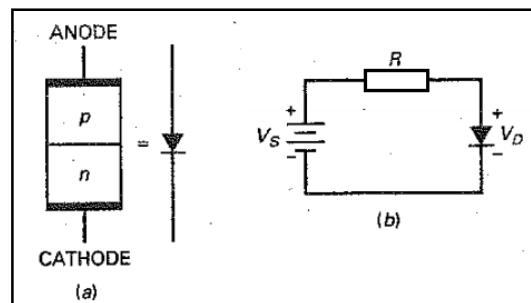 ANODE
p
=
n
CATHODE
(a)
R
+
V_S
-
+
V_D
-
(b)